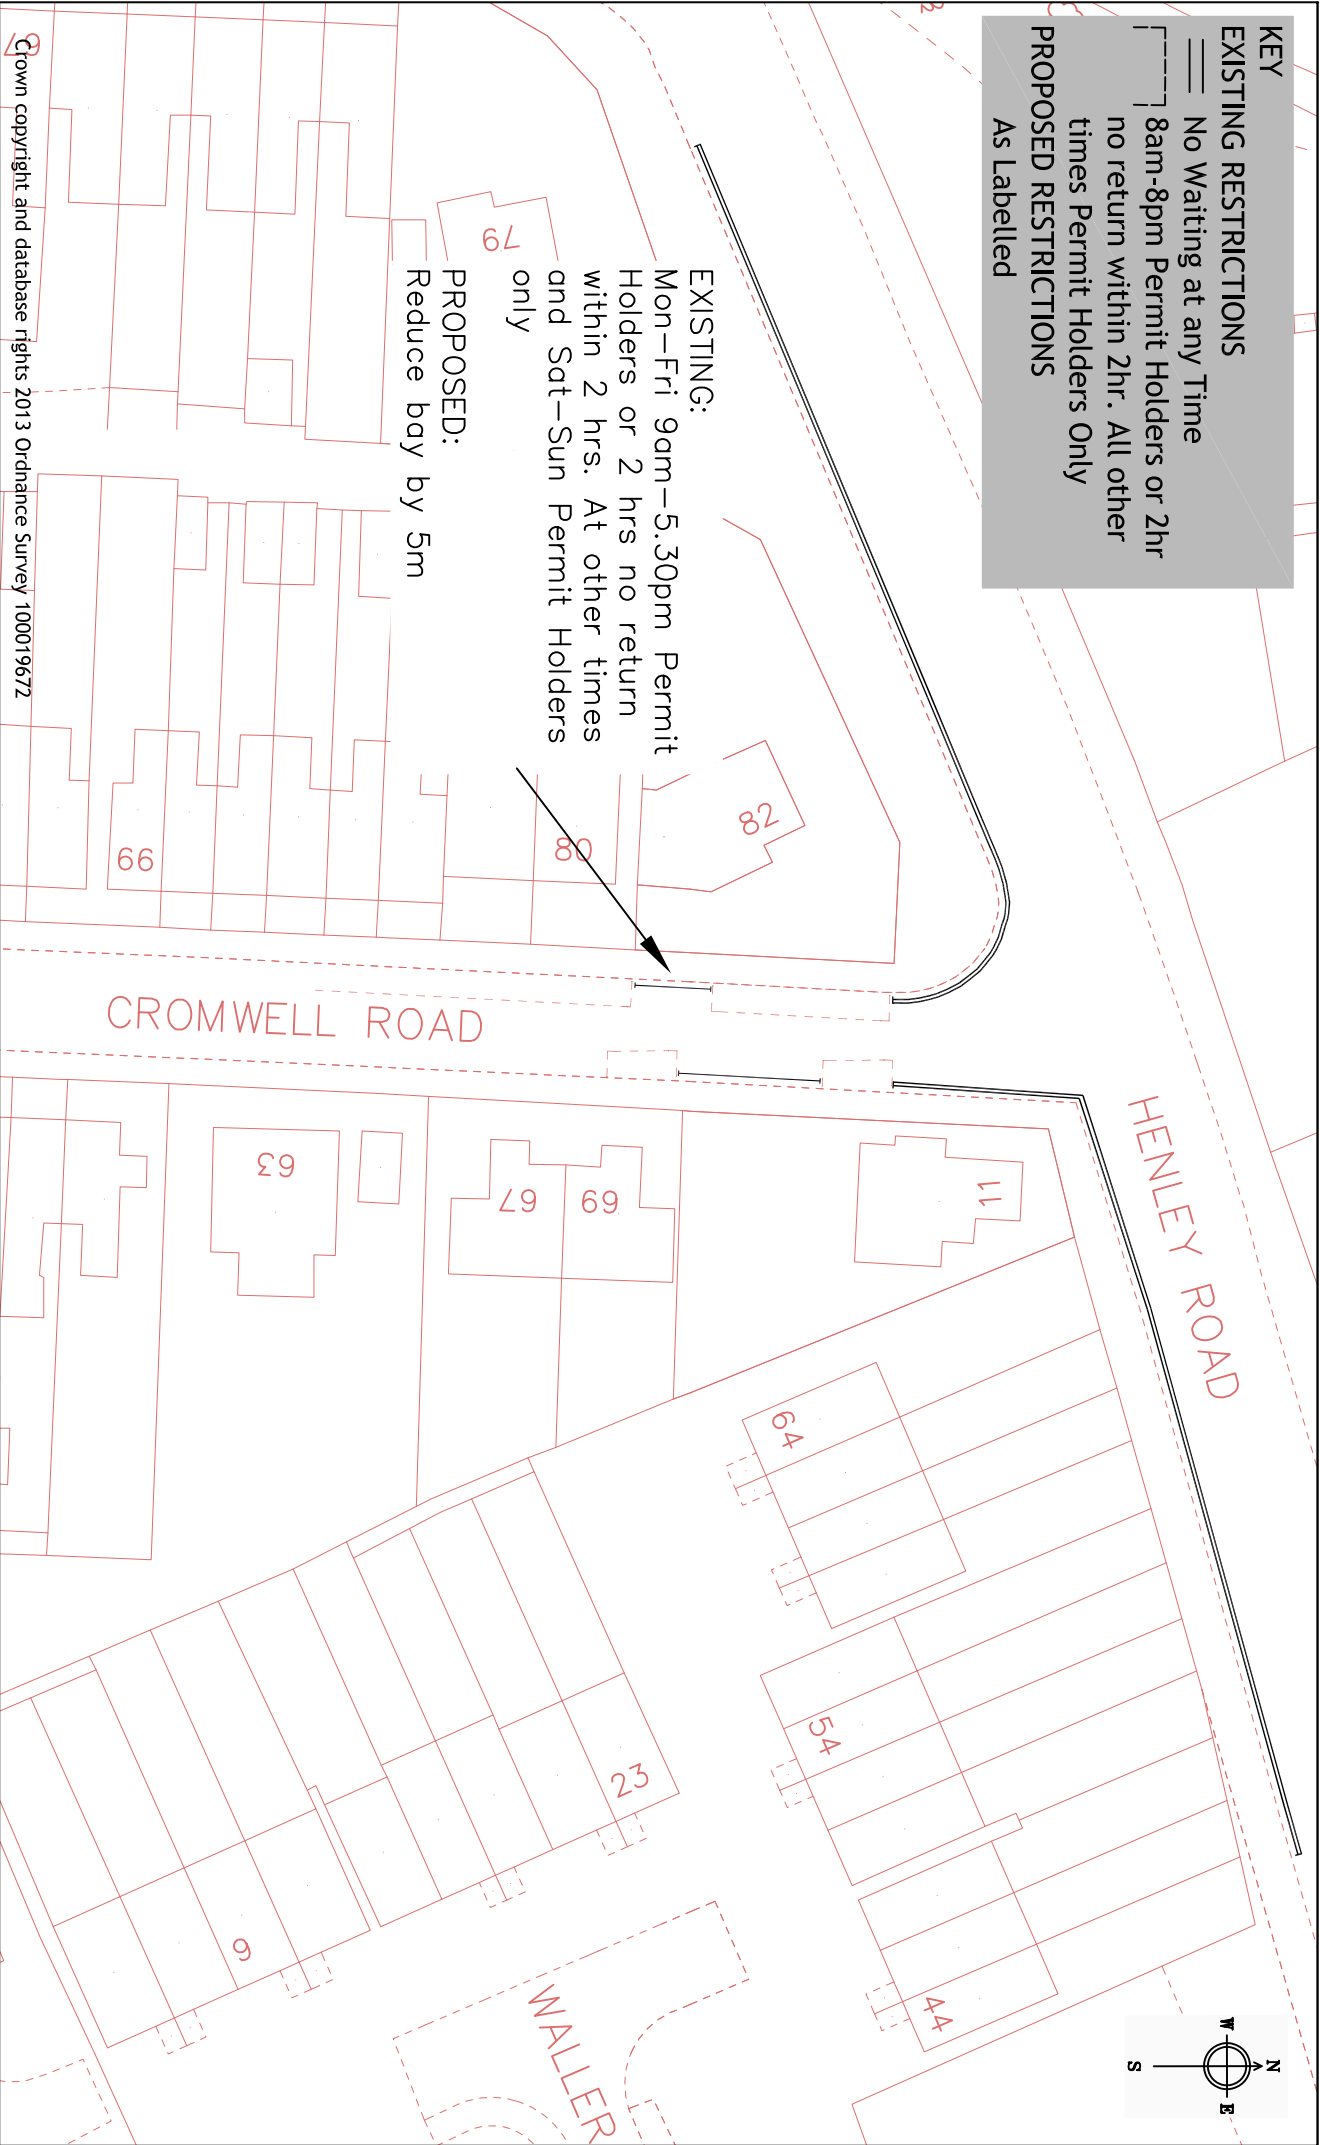 KEY
EXISTING RESTRICTIONS
No Waiting at any Time
8am-8pm Permit Holders or 2hr
no return within 2hr. All other
times Permit Holders Only
PROPOSED RESTRICTIONS
As Labelled
EXISTING:
Mon-Fri 9am-5.30pm Permit
Holders or 2 hrs no return
within 2 hrs. At other times
and Sat-Sun Permit Holders
only
PROPOSED:
Reduce bay by 5m
HENLEY ROAD
CROMWELL ROAD
WALLER
79
82
80
66
67
63
67
69
11
64
54
44
23
9
N
W
E
S
Crown copyright and database rights 2013 Ordnance Survey 100019672